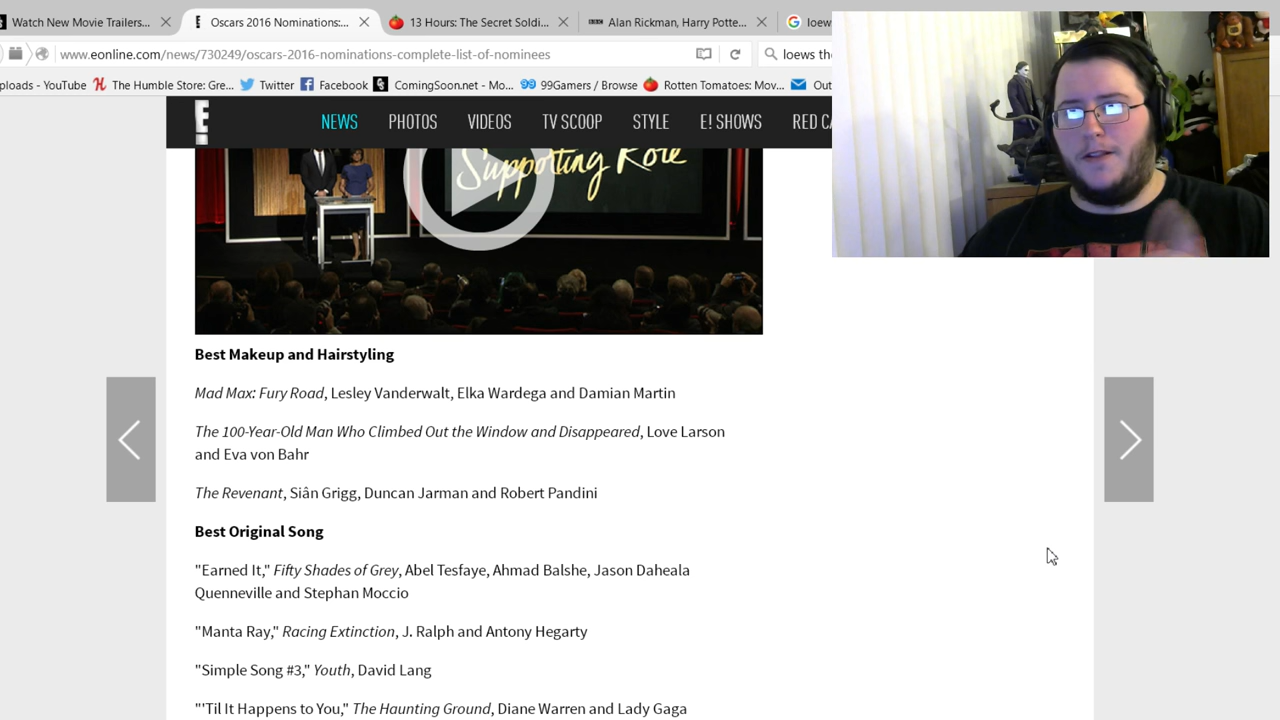 Watch New Movie Trailers...
Oscars 2016 Nominations:...
13 Hours: The Secret Soldi...
Alan Rickman, Harry Potte...
loews
www.eonline.com/news/730249/oscars-2016-nominations-complete-list-of-nominees
loews the
ploads - YouTube
The Humble Store: Gre...
Twitter
Facebook
ComingSoon.net - Mo...
99Gamers / Browse
Rotten Tomatoes: Mov...
Out
E!
NEWS PHOTOS VIDEOS TV SCOOP STYLE E! SHOWS RED CA
Supporting Role
Best Makeup and Hairstyling
Mad Max: Fury Road, Lesley Vanderwalt, Elka Wardega and Damian Martin
The 100-Year-Old Man Who Climbed Out the Window and Disappeared, Love Larson
and Eva von Bahr
The Revenant, Siân Grigg, Duncan Jarman and Robert Pandini
Best Original Song
"Earned It," Fifty Shades of Grey, Abel Tesfaye, Ahmad Balshe, Jason Daheala
Quenneville and Stephan Moccio
"Manta Ray," Racing Extinction, J. Ralph and Antony Hegarty
"Simple Song #3," Youth, David Lang
"'Til It Happens to You," The Haunting Ground, Diane Warren and Lady Gaga